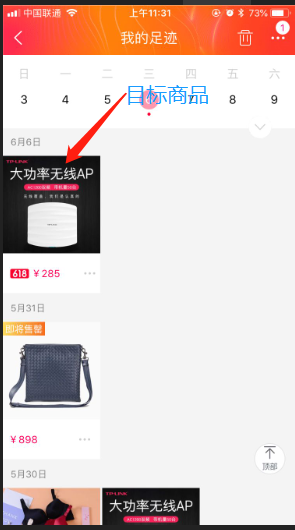 中国联通
上午11:31
73%
我的足迹
1
日 一 二 三 四 五 六
3 4 5 7 8 9
目标商品
6月6日
TP-LINK
大功率无线AP
618 ¥285
5月31日
即将售罄
¥898
顶部
5月30日
TP-LINK
大功率无线AP